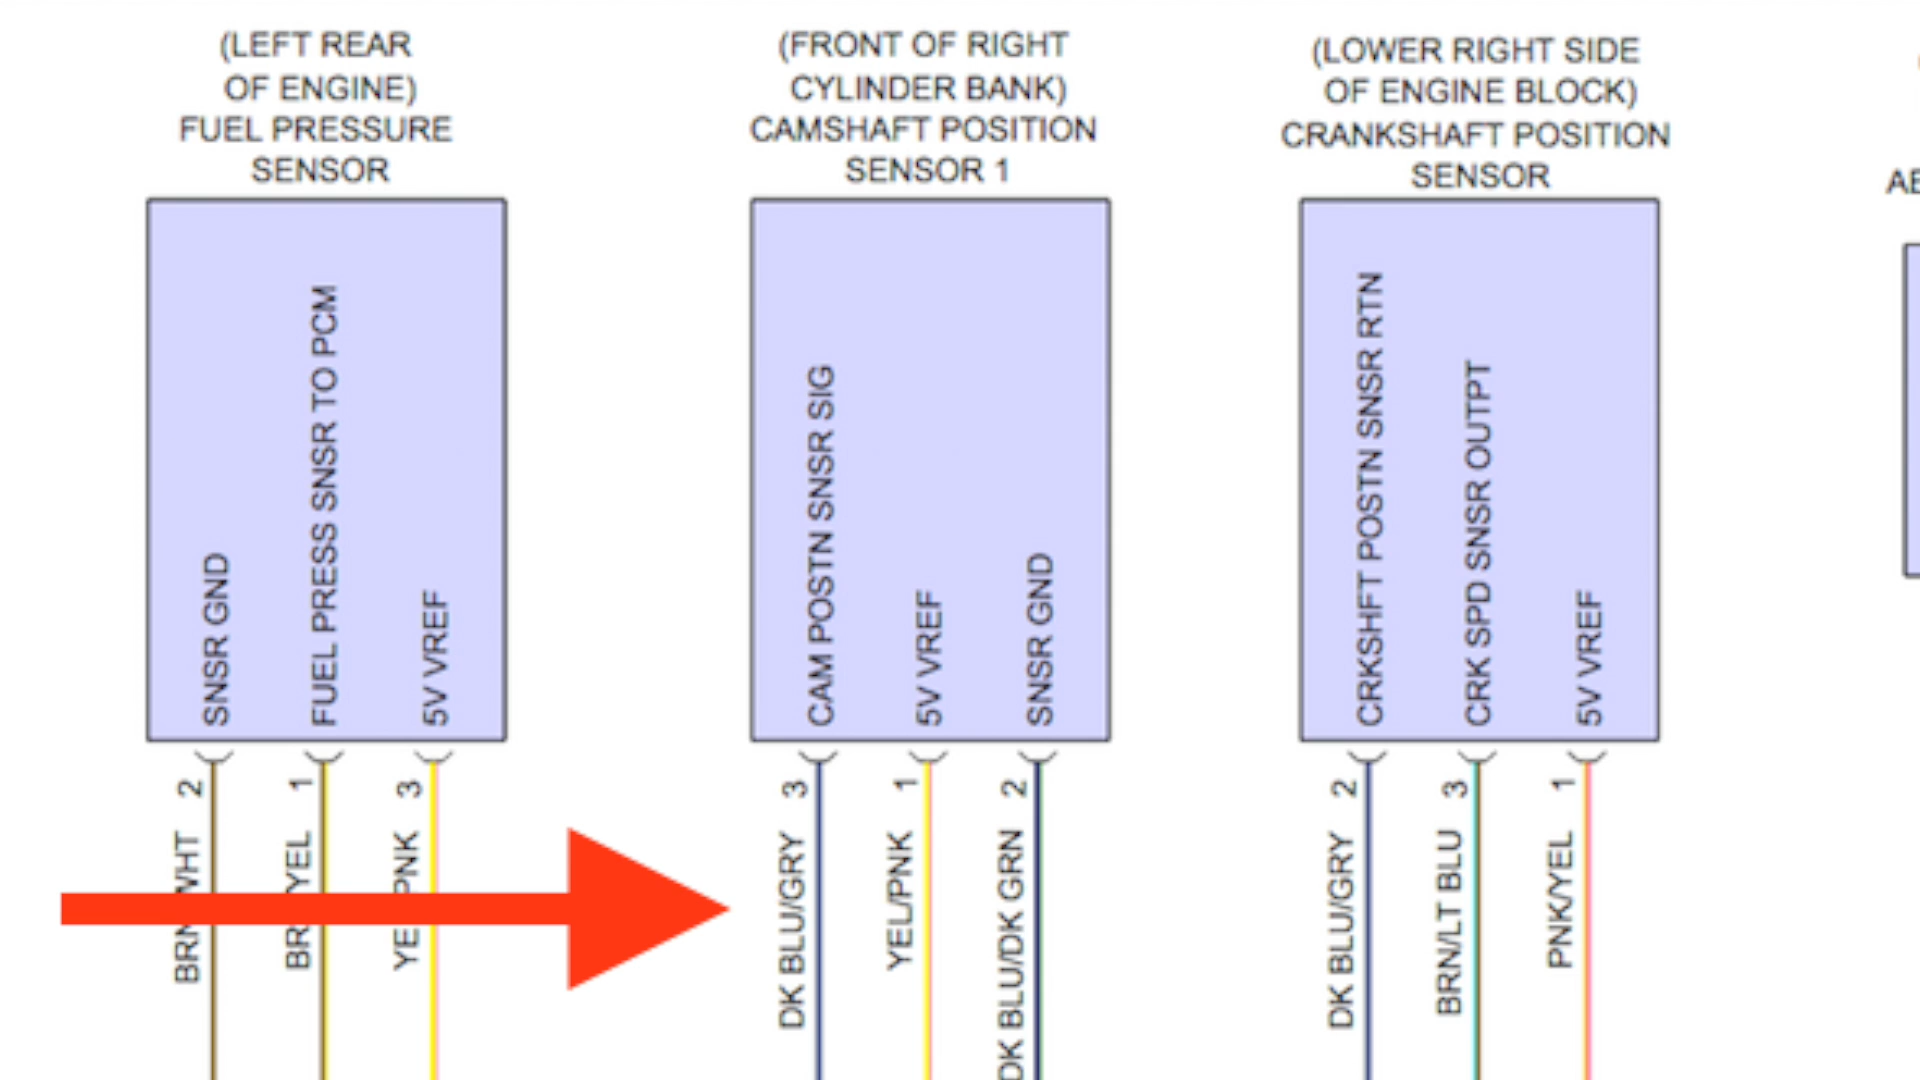 (LEFT REAR
OF ENGINE)
FUEL PRESSURE
SENSOR
SNSR GND
FUEL PRESS SNSR TO PCM
5V VREF
2
1
3
(FRONT OF RIGHT
CYLINDER BANK)
CAMSHAFT POSITION
SENSOR 1
CAM POSTN SNSR SIG
5V VREF
SNSR GND
3
DK BLU/GRY
1
YEL/PNK
2
DK BLU/DK GRN
(LOWER RIGHT SIDE
OF ENGINE BLOCK)
CRANKSHAFT POSITION
SENSOR
CRKSHFT POSTN SNSR RTN
CRK SPD SNSR OUTPT
5V VREF
2
DK BLU/GRY
3
BRN/LT BLU
1
PNK/YEL